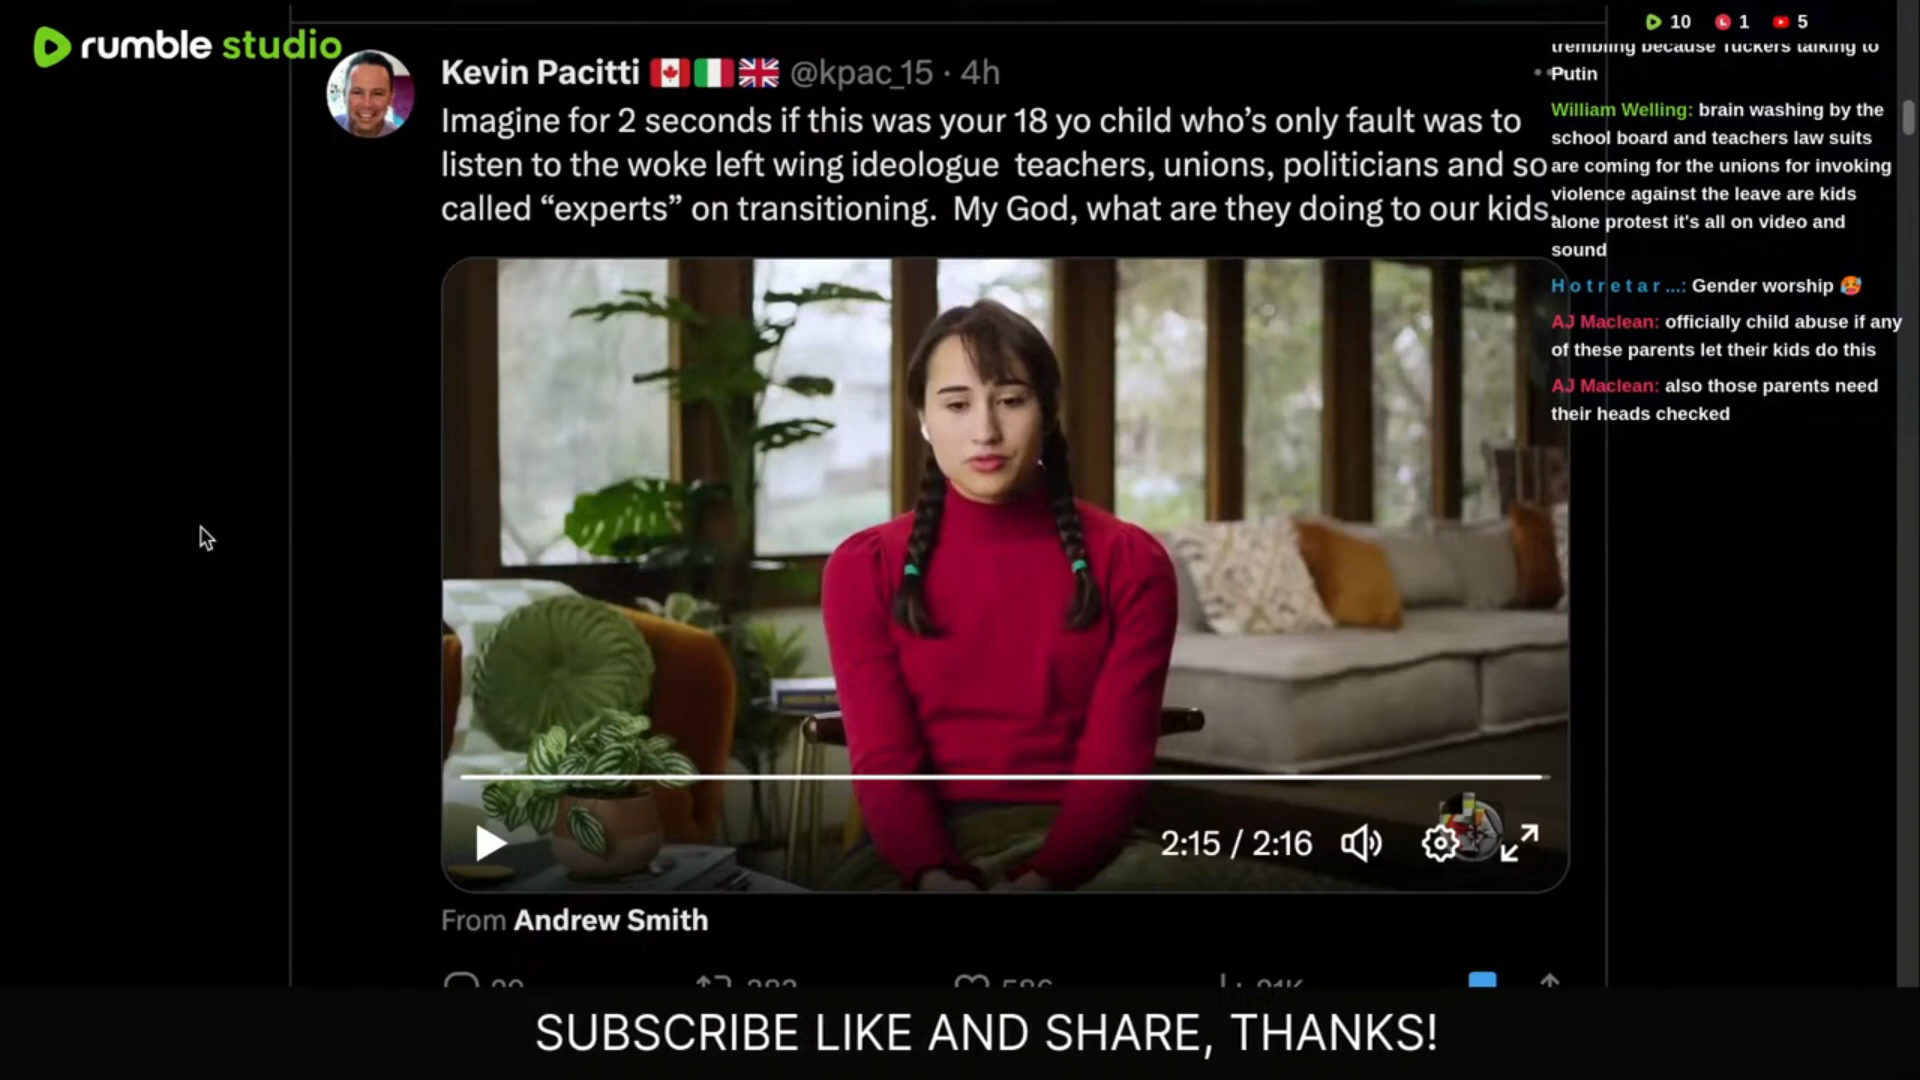 rumble studio
Kevin Pacitti 🇨🇦🇮🇹🇬🇧 @kpac_15 · 4h
Imagine for 2 seconds if this was your 18 yo child who’s only fault was to
listen to the woke left wing ideologue teachers, unions, politicians and so
called “experts” on transitioning. My God, what are they doing to our kids.
2:15 / 2:16
From Andrew Smith
SUBSCRIBE LIKE AND SHARE, THANKS!
10 1 5
trembling because Tuckers talking to
Putin
William Welling: brain washing by the
school board and teachers law suits
are coming for the unions for invoking
violence against the leave are kids
alone protest it's all on video and
sound
H o t r e t a r ...: Gender worship 🥵
AJ Maclean: officially child abuse if any
of these parents let their kids do this
AJ Maclean: also those parents need
their heads checked